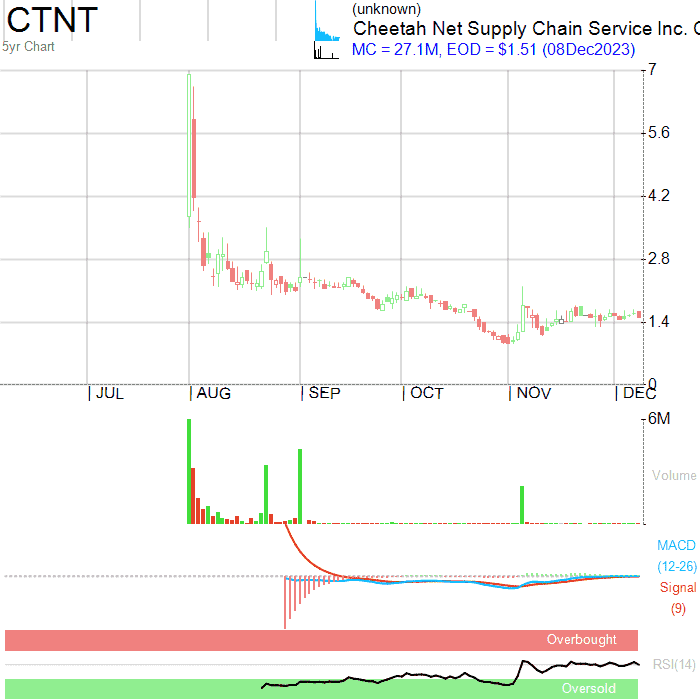 CTNT
5yr Chart
(unknown)
Cheetah Net Supply Chain Service Inc. C
MC = 27.1M, EOD = $1.51 (08Dec2023)
7
5.6
4.2
2.8
1.4
0
JUL
AUG
SEP
OCT
NOV
DEC
6M
Volume
MACD
(12-26)
Signal
(9)
Overbought
RSI(14)
Oversold